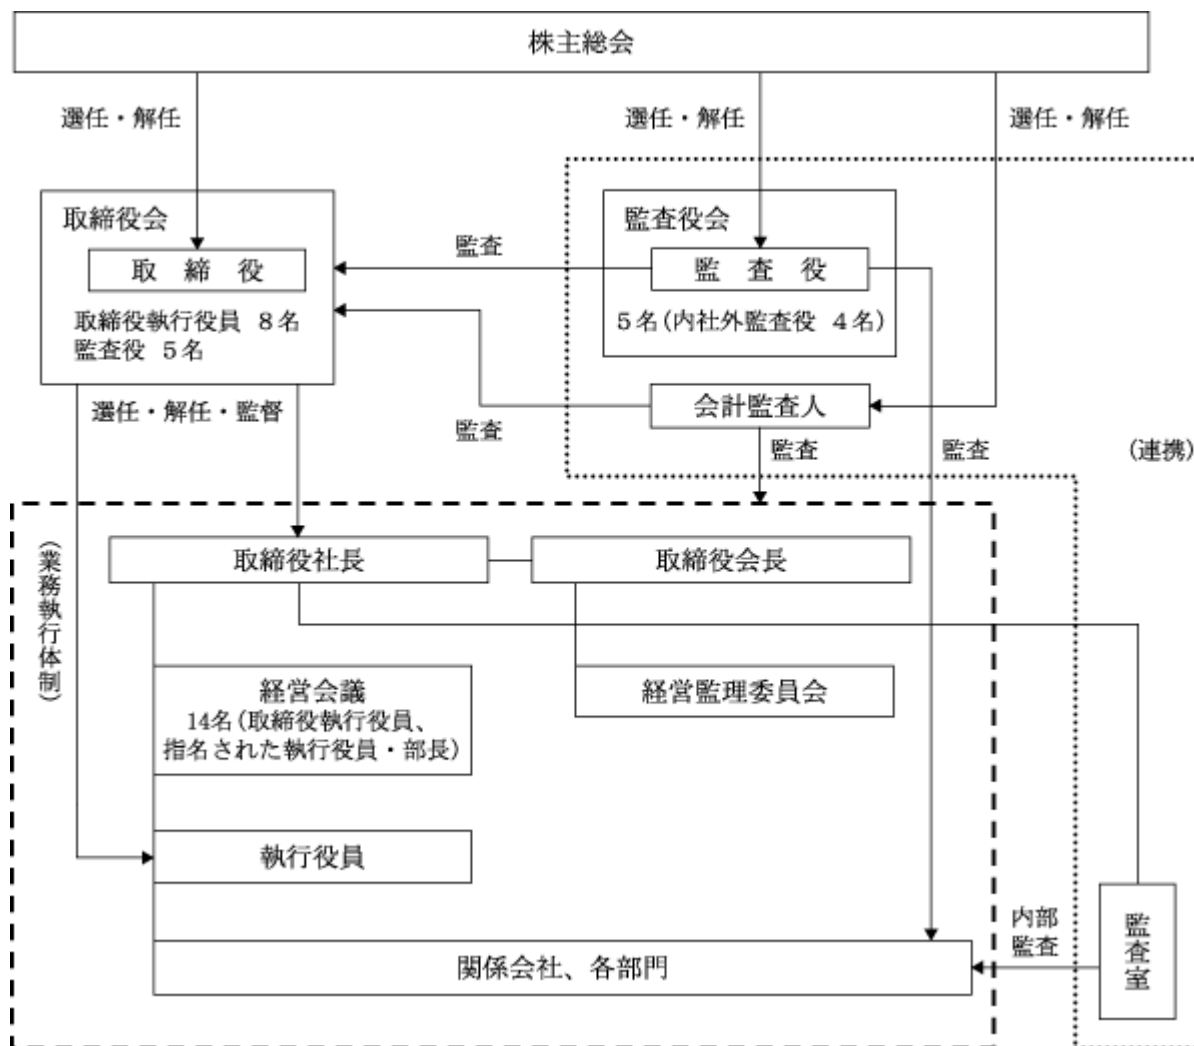 株主総会
選任・解任
選任・解任
選任・解任
取締役会
取 締 役
取締役執行役員 8名
監査役 5名
監査
監査役会
監 査 役
5名(内社外監査役 4名)
選任・解任・監督
会計監査人
監査
監査
監査
(連携)
(業務執行体制)
取締役社長
取締役会長
経営会議
14名(取締役執行役員、
指名された執行役員・部長)
経営監理委員会
執行役員
関係会社、各部門
内部
監査
監査室